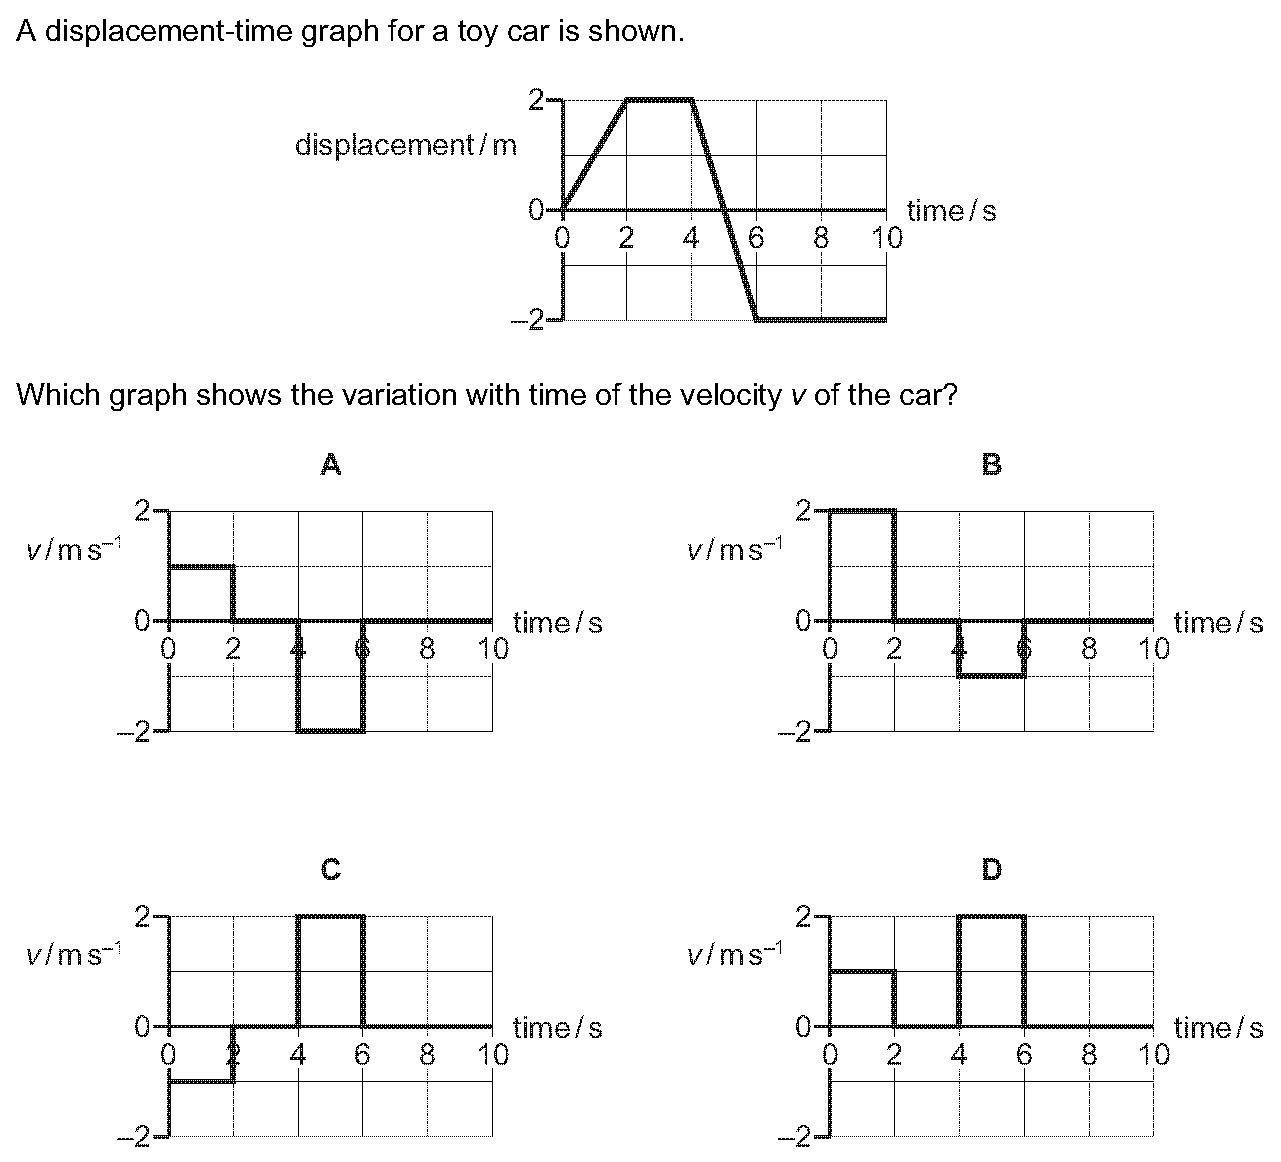 A displacement-time graph for a toy car is shown.
2
displacement / m
0
time / s
0 2 4 6 8 10
–2
Which graph shows the variation with time of the velocity v of the car?
A
2
v / m s⁻¹
0
time / s
0 2 4 6 8 10
–2
B
2
v / m s⁻¹
0
time / s
0 2 4 6 8 10
–2
C
2
v / m s⁻¹
0
time / s
0 2 4 6 8 10
–2
D
2
v / m s⁻¹
0
time / s
0 2 4 6 8 10
–2